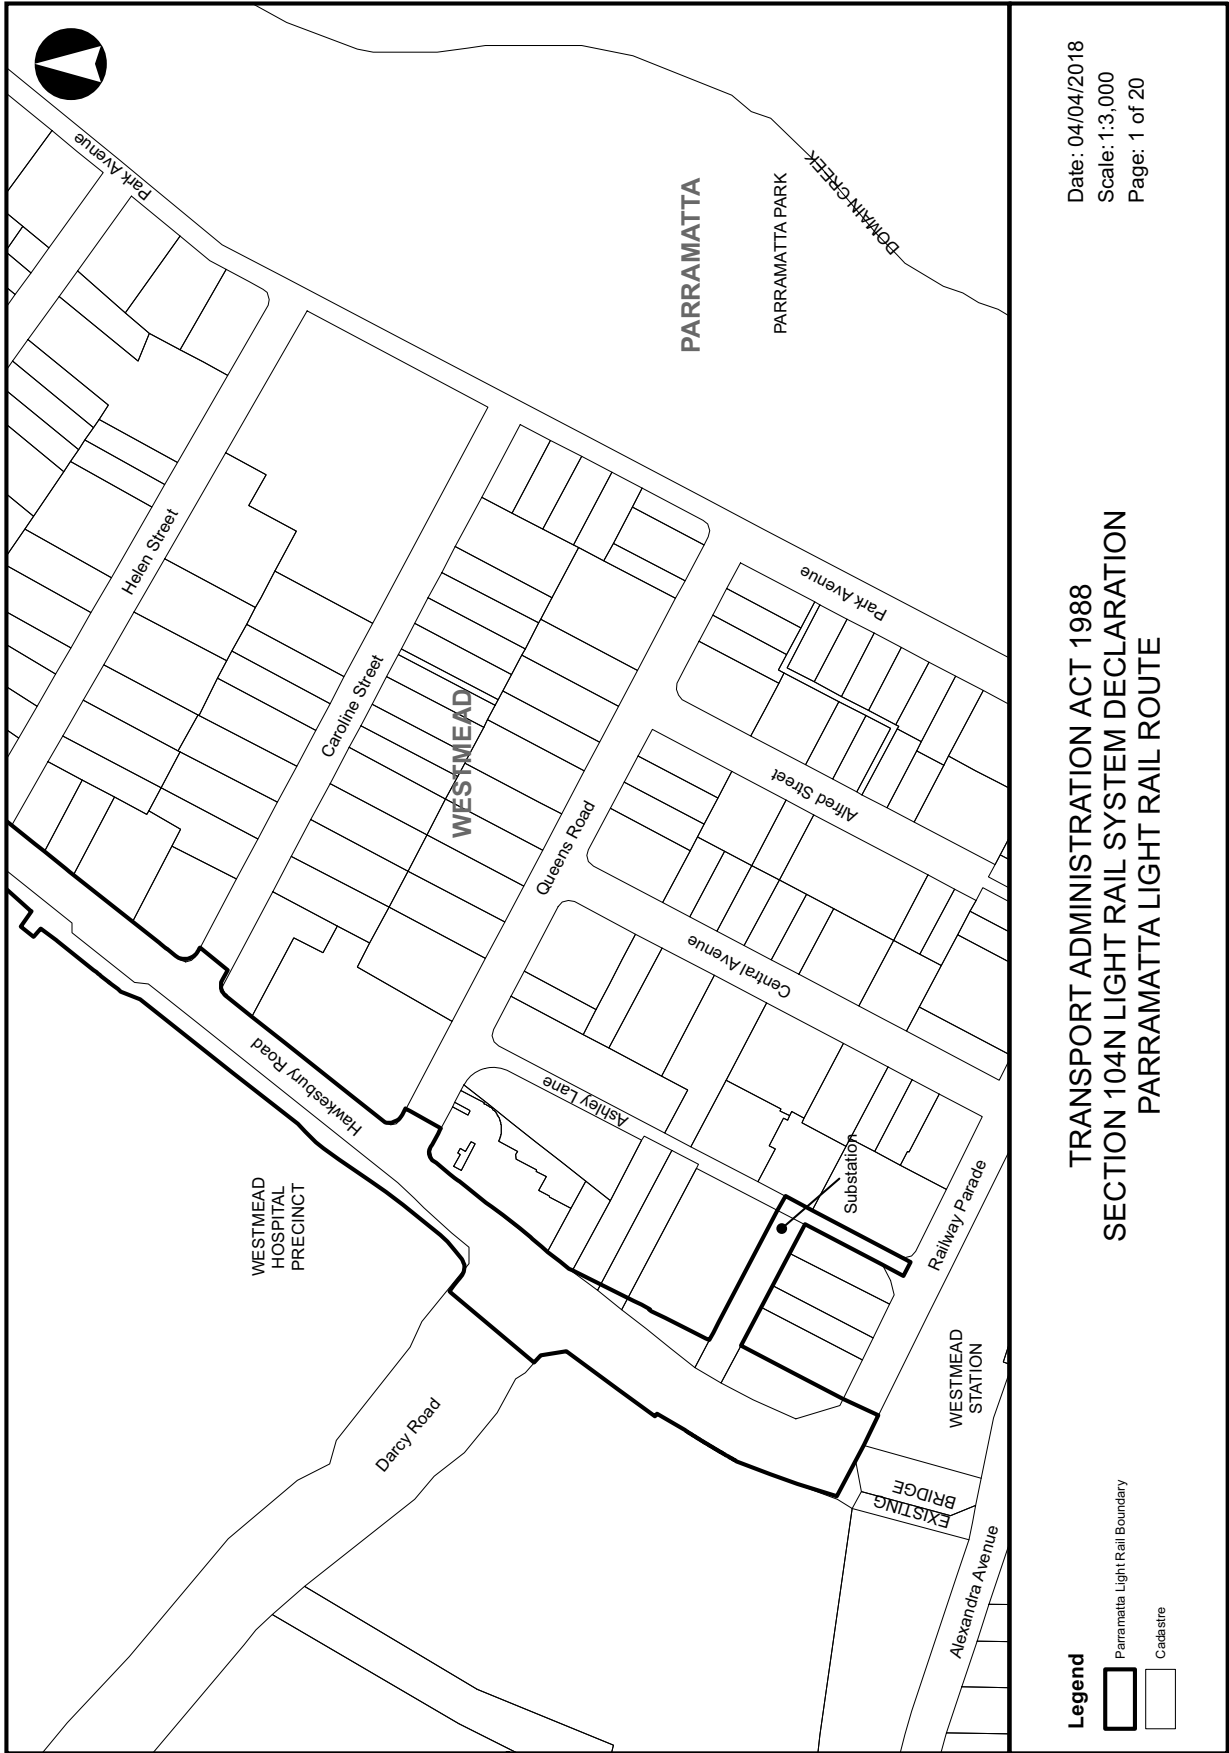 Park Avenue
Helen Street
Caroline Street
WESTMEAD
PARRAMATTA
PARRAMATTA PARK
DOMAIN CREEK
Hawkesbury Road
Queens Road
Park Avenue
Alfred Street
Central Avenue
Ashley Lane
Substation
Railway Parade
WESTMEAD
HOSPITAL
PRECINCT
Darcy Road
WESTMEAD
STATION
EXISTING
BRIDGE
Alexandra Avenue
Legend
Parramatta Light Rail Boundary
Cadastre
TRANSPORT ADMINISTRATION ACT 1988
SECTION 104N LIGHT RAIL SYSTEM DECLARATION
PARRAMATTA LIGHT RAIL ROUTE
Date: 04/04/2018
Scale: 1:3,000
Page: 1 of 20